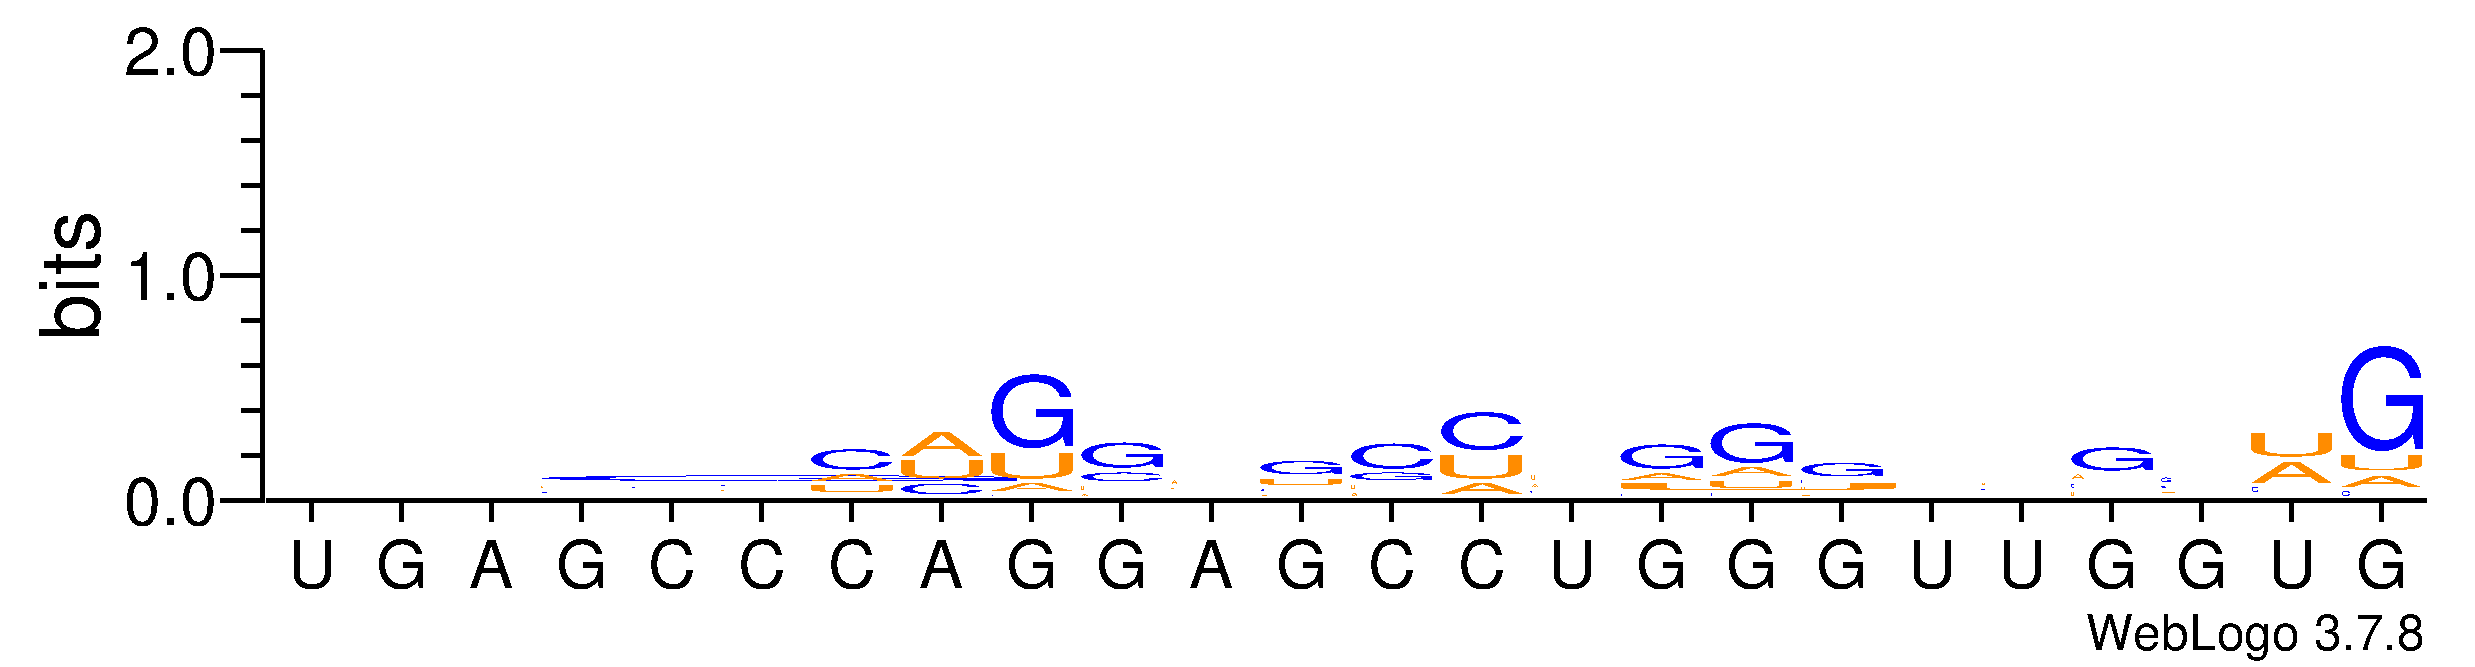 2.0
1.0
0.0
bits
C A G G G C C G G G G U G
A U U C U G U A A U A U
U C A A U U A
U G A G C C C A G G A G C C U G G G U U G G U G
WebLogo 3.7.8